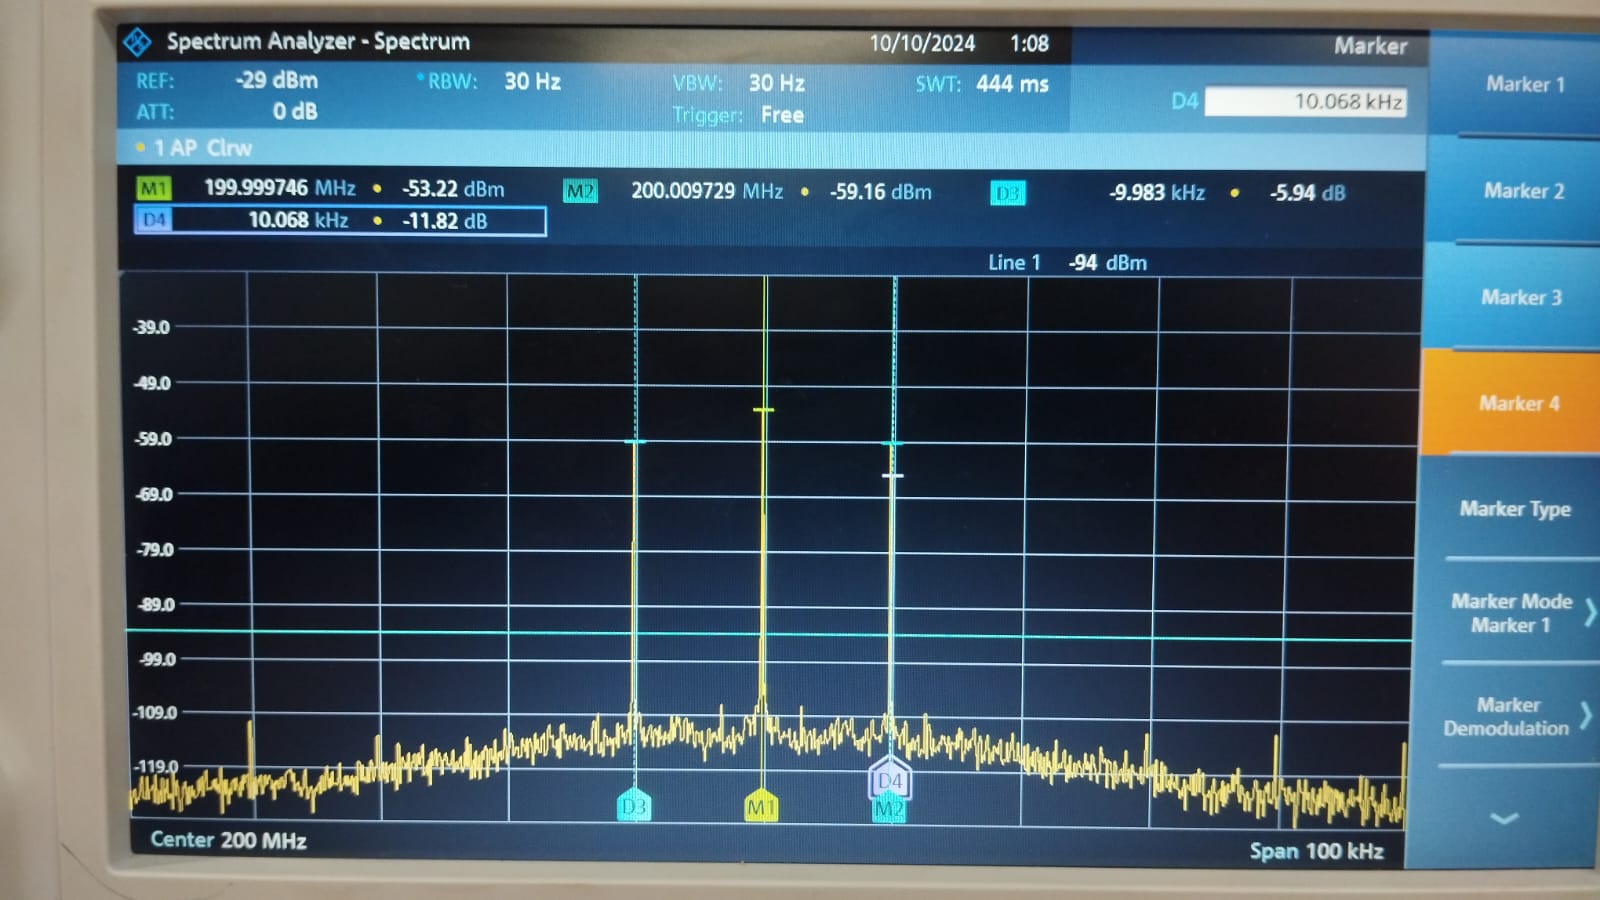 Spectrum Analyzer - Spectrum 10/10/2024 1:08 Marker
REF: -29 dBm RBW: 30 Hz VBW: 30 Hz SWT: 444 ms
ATT: 0 dB Trigger: Free D4 10.068 kHz
1 AP Clrw
M1 199.999746 MHz -53.22 dBm M2 200.009729 MHz -59.16 dBm D3 -9.983 kHz -5.94 dB
D4 10.068 kHz -11.82 dB
Line 1 -94 dBm
-39.0
-49.0
-59.0
-69.0
-79.0
-89.0
-99.0
-109.0
-119.0
D4
D3 M1 M2
Center 200 MHz Span 100 kHz
Marker 1
Marker 2
Marker 3
Marker 4
Marker Type
Marker Mode
Marker 1
Marker
Demodulation